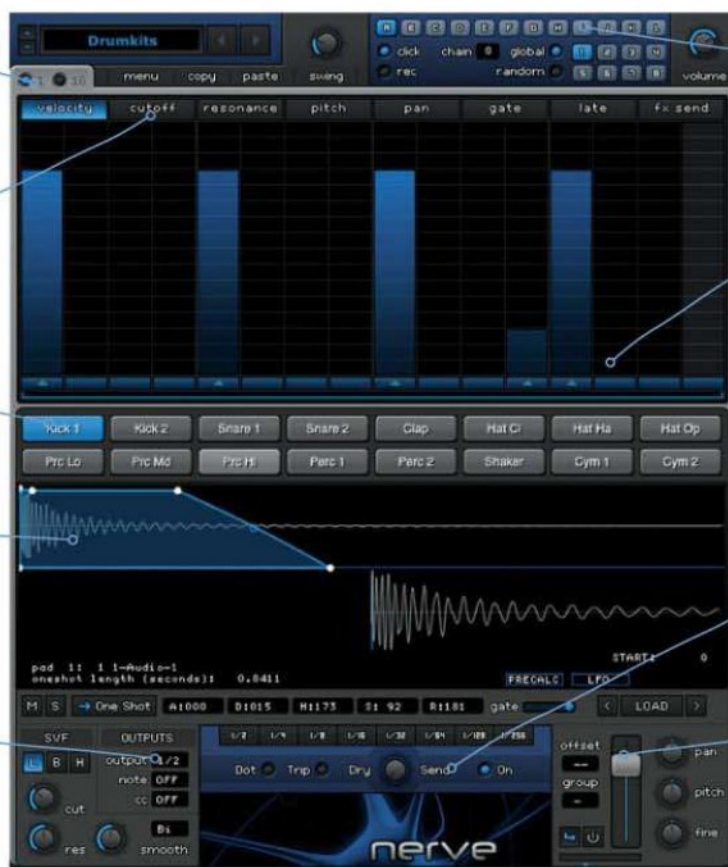 Drumkits
click chain 0 global
rec random
1 16 menu copy paste swing volume
velocity cutoff resonance pitch pan gate late fx send
Kick 1 Kick 2 Snare 1 Snare 2 Clap Hat Cl Hat Ha Hat Op
Prc Lo Prc Md Prc Hi Perc 1 Perc 2 Shaker Cym 1 Cym 2
START: 0
pad 1: 1 1-Audio-1
oneshot length (seconds): 0.8411
PRECALC LFO
M S One Shot A:000 D:015 H:173 S: 92 R:181 gate < LOAD >
SVF OUTPUTS 1/2 1/4 1/8 1/16 1/32 1/64 1/128 1/256
L B H output 1/2 Dot Trip Dry Send On offset -- pan
note OFF group - pitch
cut cc OFF
res Bi smooth fine
nerve